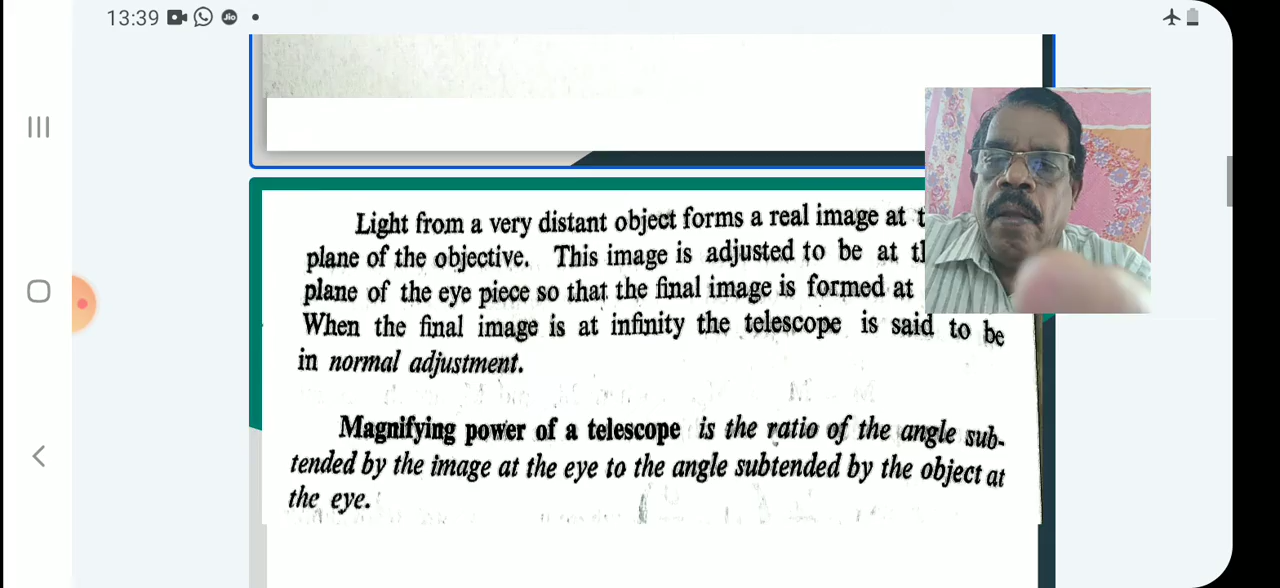 13:39
Jio
Light from a very distant object forms a real image at
plane of the objective. This image is adjusted to be at
plane of the eye piece so that the final image is formed at
When the final image is at infinity the telescope is said to be
in normal adjustment.
Magnifying power of a telescope is the ratio of the angle sub-
tended by the image at the eye to the angle subtended by the object at
the eye.